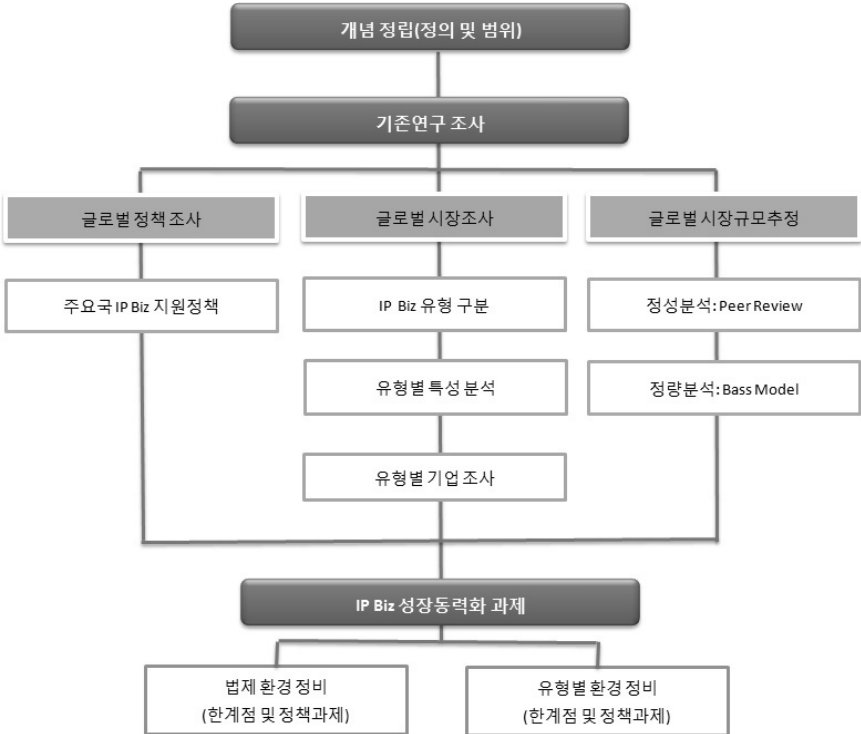 개념 정립(정의 및 범위)
기존연구 조사
글로벌 정책 조사
글로벌 시장조사
글로벌 시장규모추정
주요국 IP Biz 지원정책
IP Biz 유형 구분
정성분석: Peer Review
유형별 특성 분석
정량분석: Bass Model
유형별 기업 조사
IP Biz 성장동력화 과제
법제 환경 정비
(한계점 및 정책과제)
유형별 환경 정비
(한계점 및 정책과제)